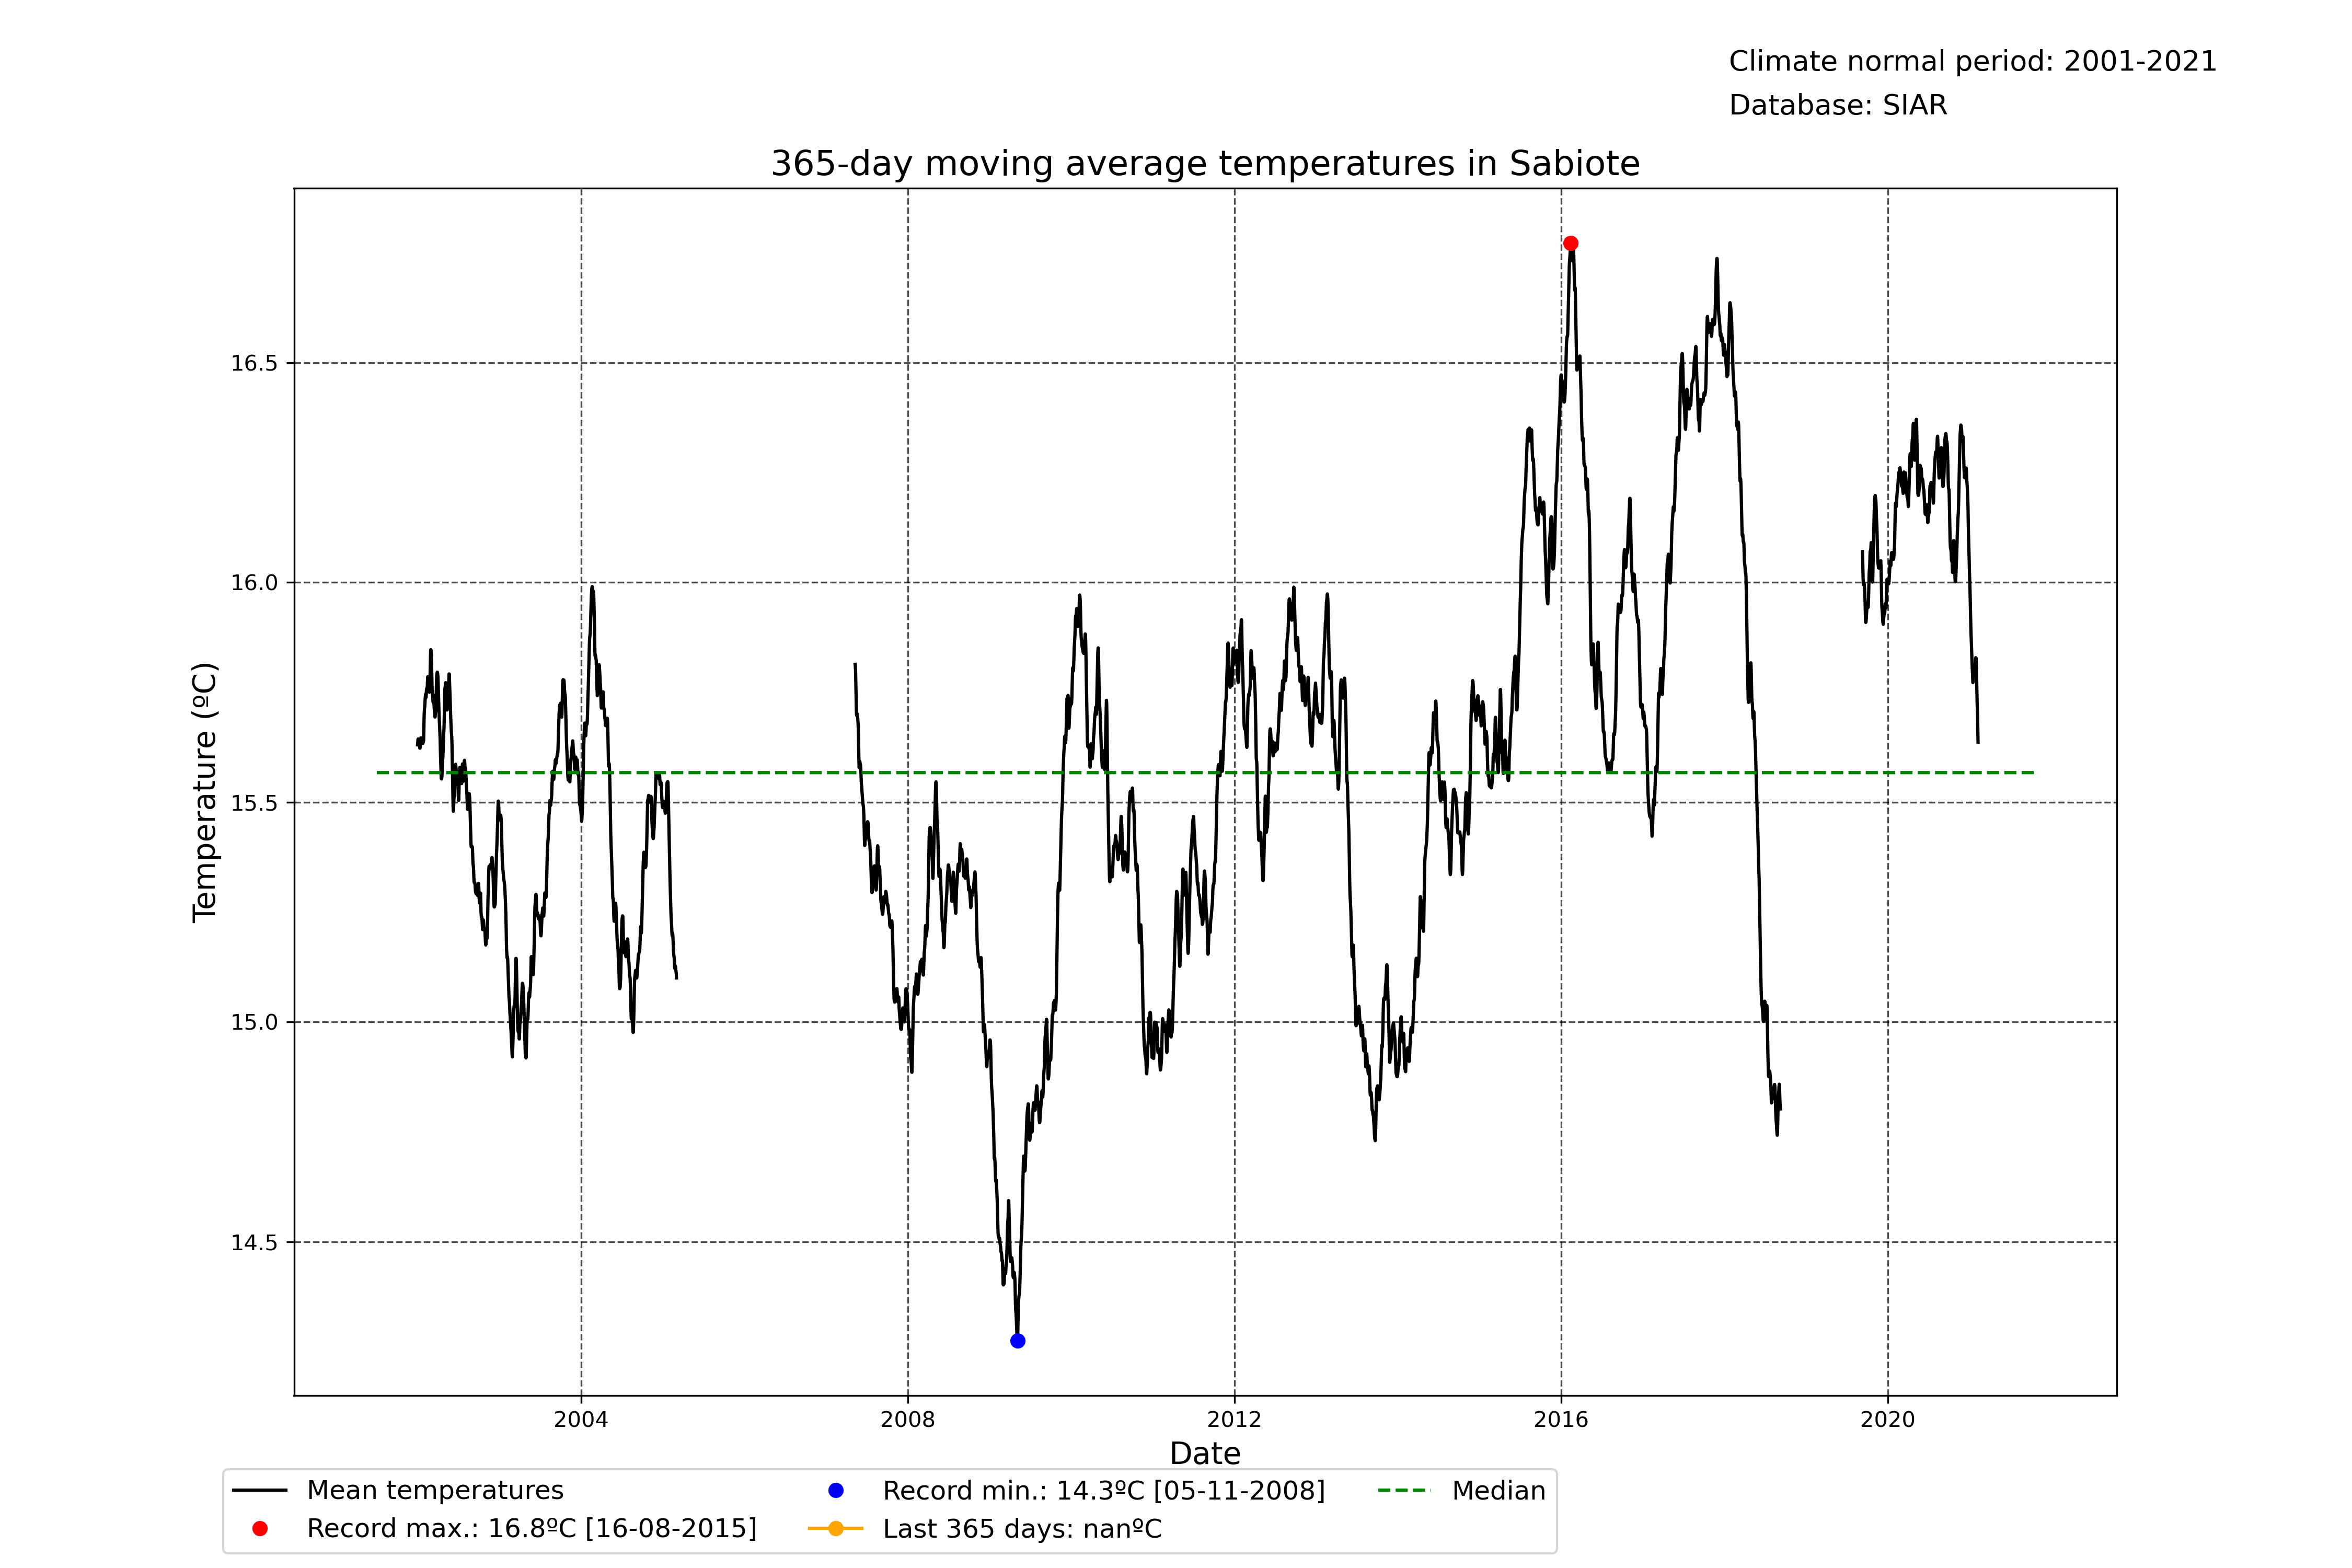 Climate normal period: 2001-2021
Database: SIAR
365-day moving average temperatures in Sabiote
Temperature (ºC)
16.5
16.0
15.5
15.0
14.5
2004
2008
2012
2016
2020
Date
Mean temperatures
Record max.: 16.8ºC [16-08-2015]
Record min.: 14.3ºC [05-11-2008]
Last 365 days: nanºC
Median